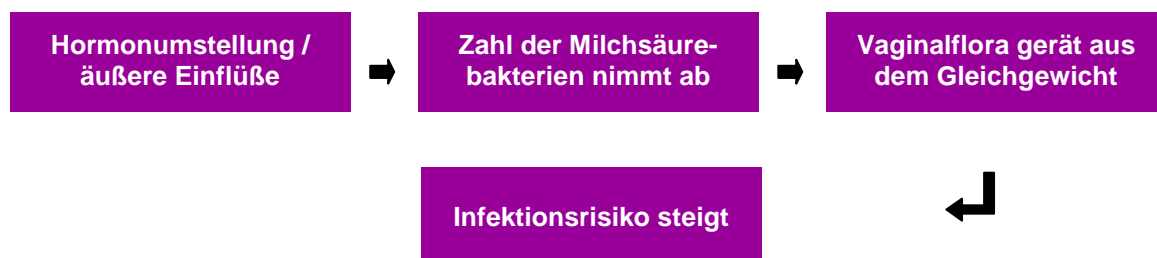 Hormonumstellung /
äußere Einflüße
Zahl der Milchsäure-
bakterien nimmt ab
Vaginalflora gerät aus
dem Gleichgewicht
Infektionsrisiko steigt